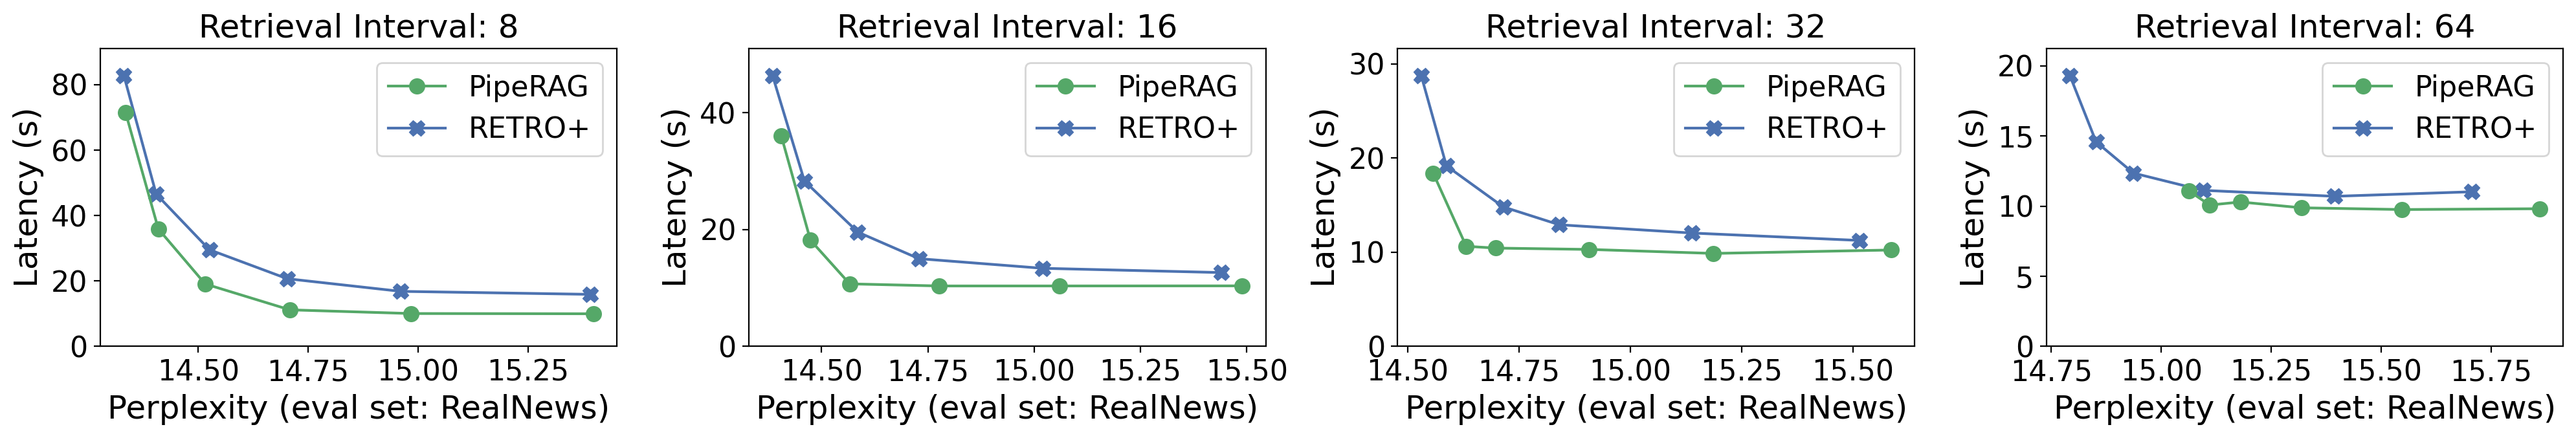 Retrieval Interval: 8
Latency (s)
80
60
40
20
0
PipeRAG
RETRO+
14.50 14.75 15.00 15.25
Perplexity (eval set: RealNews)
Retrieval Interval: 16
Latency (s)
40
20
0
PipeRAG
RETRO+
14.50 14.75 15.00 15.25 15.50
Perplexity (eval set: RealNews)
Retrieval Interval: 32
Latency (s)
30
20
10
0
PipeRAG
RETRO+
14.50 14.75 15.00 15.25 15.50
Perplexity (eval set: RealNews)
Retrieval Interval: 64
Latency (s)
20
15
10
5
0
PipeRAG
RETRO+
14.75 15.00 15.25 15.50 15.75
Perplexity (eval set: RealNews)